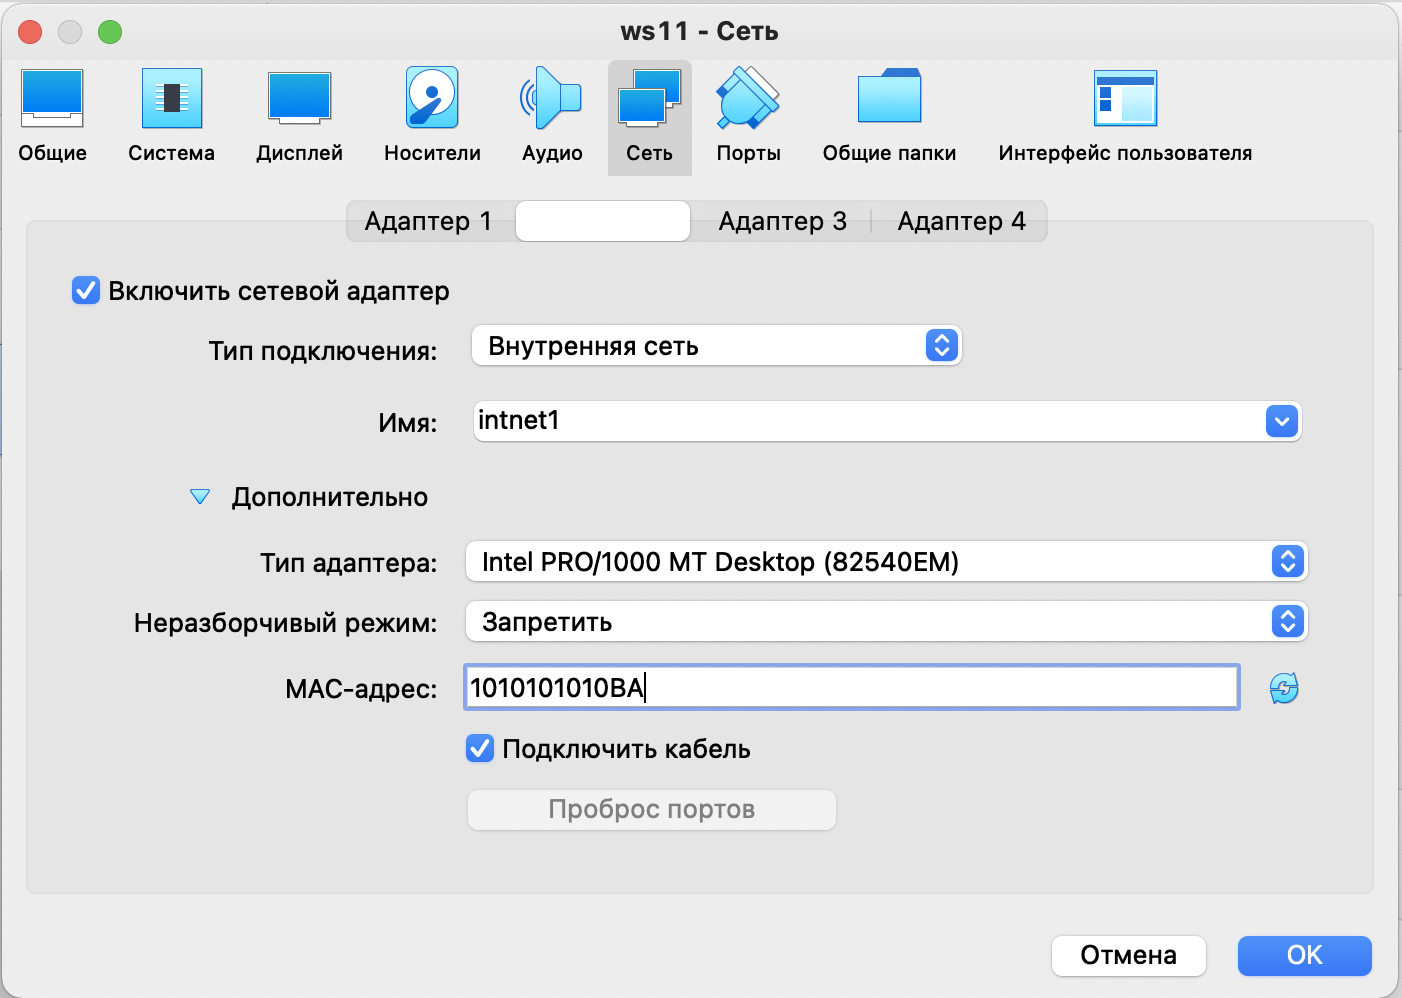 ws11 - Сеть
Общие
Система
Дисплей
Носители
Аудио
Сеть
Порты
Общие папки
Интерфейс пользователя
Адаптер 1
Адаптер 3
Адаптер 4
Включить сетевой адаптер
Тип подключения: Внутренняя сеть
Имя: intnet1
Дополнительно
Тип адаптера: Intel PRO/1000 MT Desktop (82540EM)
Неразборчивый режим: Запретить
MAC-адрес: 1010101010BA
Подключить кабель
Проброс портов
Отмена
OK